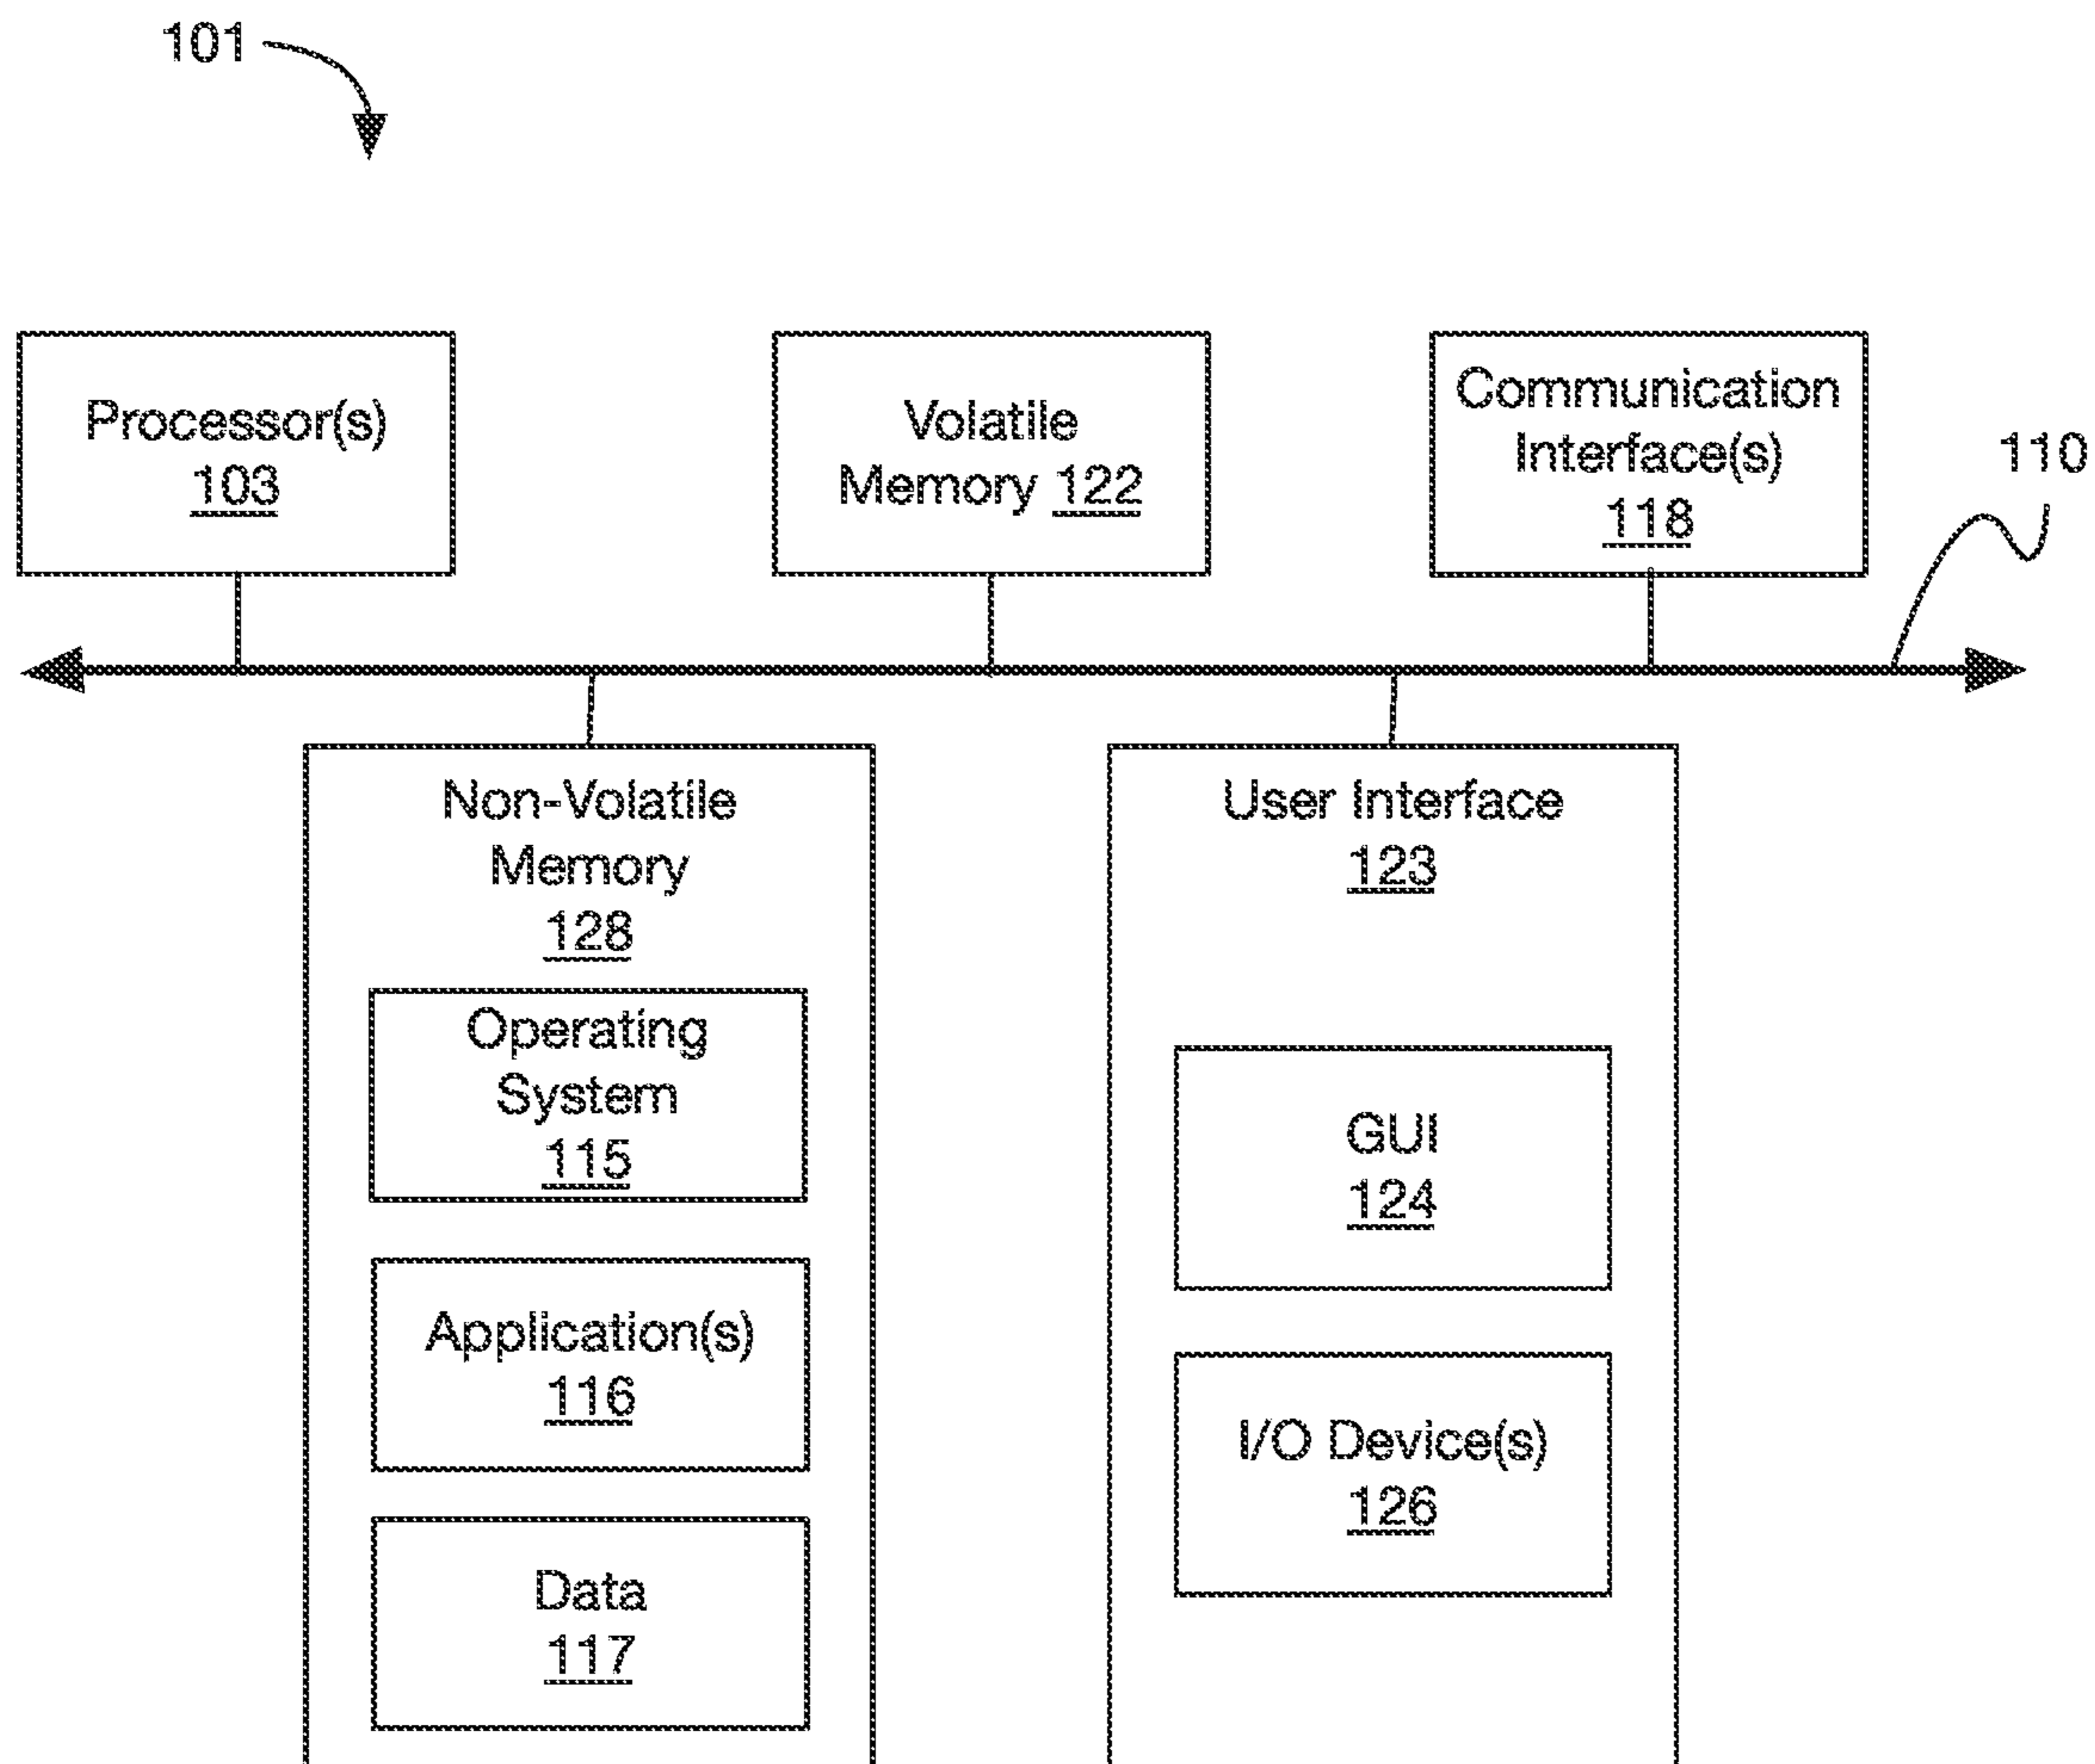 101
Processor(s)
103
Volatile
Memory 122
Communication
Interface(s)
118
110
Non-Volatile
Memory
128
Operating
System
115
Application(s)
116
Data
117
User Interface
123
GUI
124
I/O Device(s)
126